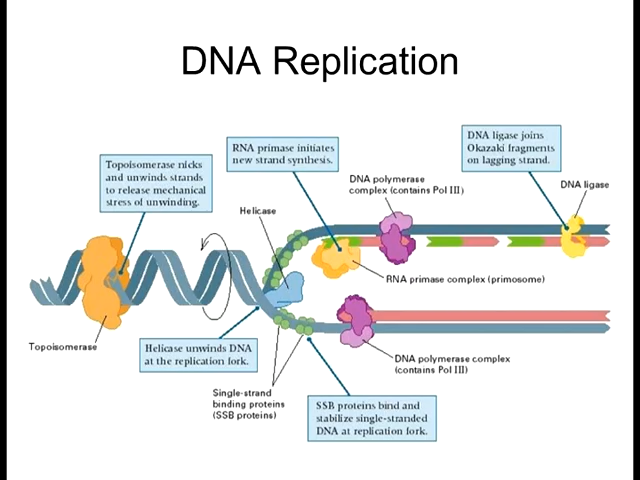 DNA Replication
Topoisomerase nicks
and unwinds strands
to release mechanical
stress of unwinding.
RNA primase initiates
new strand synthesis.
DNA ligase joins
Okazaki fragments
on lagging strand.
DNA polymerase
complex (contains Pol III)
DNA ligase
Helicase
RNA primase complex (primosome)
Topoisomerase
Helicase unwinds DNA
at the replication fork.
DNA polymerase complex
(contains Pol III)
Single-strand
binding proteins
(SSB proteins)
SSB proteins bind and
stabilize single-stranded
DNA at replication fork.